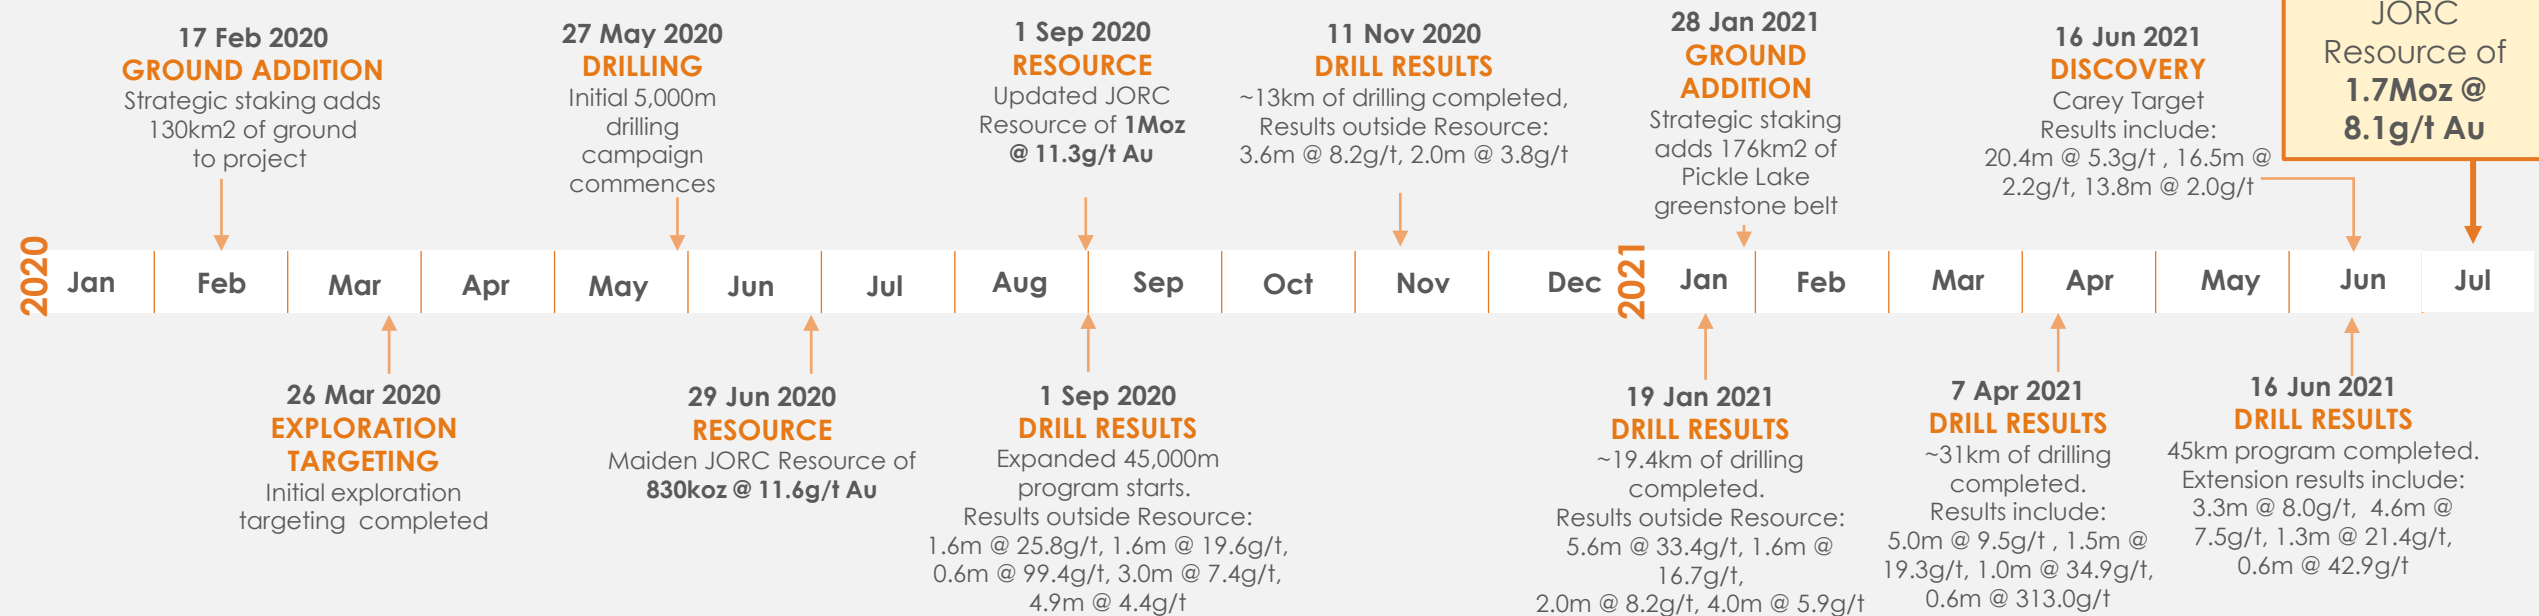 17 Feb 2020
GROUND ADDITION
Strategic staking adds
130km2 of ground
to project
27 May 2020
DRILLING
Initial 5,000m
drilling
campaign
commences
1 Sep 2020
RESOURCE
Updated JORC
Resource of 1Moz
@ 11.3g/t Au
11 Nov 2020
DRILL RESULTS
~13km of drilling completed,
Results outside Resource:
3.6m @ 8.2g/t, 2.0m @ 3.8g/t
28 Jan 2021
GROUND
ADDITION
Strategic staking
adds 176km2 of
Pickle Lake
greenstone belt
16 Jun 2021
DISCOVERY
Carey Target
Results include:
20.4m @ 5.3g/t , 16.5m @
2.2g/t, 13.8m @ 2.0g/t
JORC
Resource of
1.7Moz @
8.1g/t Au
2020 Jan Feb Mar Apr May Jun Jul Aug Sep Oct Nov Dec 2021 Jan Feb Mar Apr May Jun Jul
26 Mar 2020
EXPLORATION
TARGETING
Initial exploration
targeting completed
29 Jun 2020
RESOURCE
Maiden JORC Resource of
830koz @ 11.6g/t Au
1 Sep 2020
DRILL RESULTS
Expanded 45,000m
program starts.
Results outside Resource:
1.6m @ 25.8g/t, 1.6m @ 19.6g/t,
0.6m @ 99.4g/t, 3.0m @ 7.4g/t,
4.9m @ 4.4g/t
19 Jan 2021
DRILL RESULTS
~19.4km of drilling
completed.
Results outside Resource:
5.6m @ 33.4g/t, 1.6m @
16.7g/t,
2.0m @ 8.2g/t, 4.0m @ 5.9g/t
7 Apr 2021
DRILL RESULTS
~31km of drilling
completed.
Results include:
5.0m @ 9.5g/t , 1.5m @
19.3g/t, 1.0m @ 34.9g/t,
0.6m @ 313.0g/t
16 Jun 2021
DRILL RESULTS
45km program completed.
Extension results include:
3.3m @ 8.0g/t, 4.6m @
7.5g/t, 1.3m @ 21.4g/t,
0.6m @ 42.9g/t